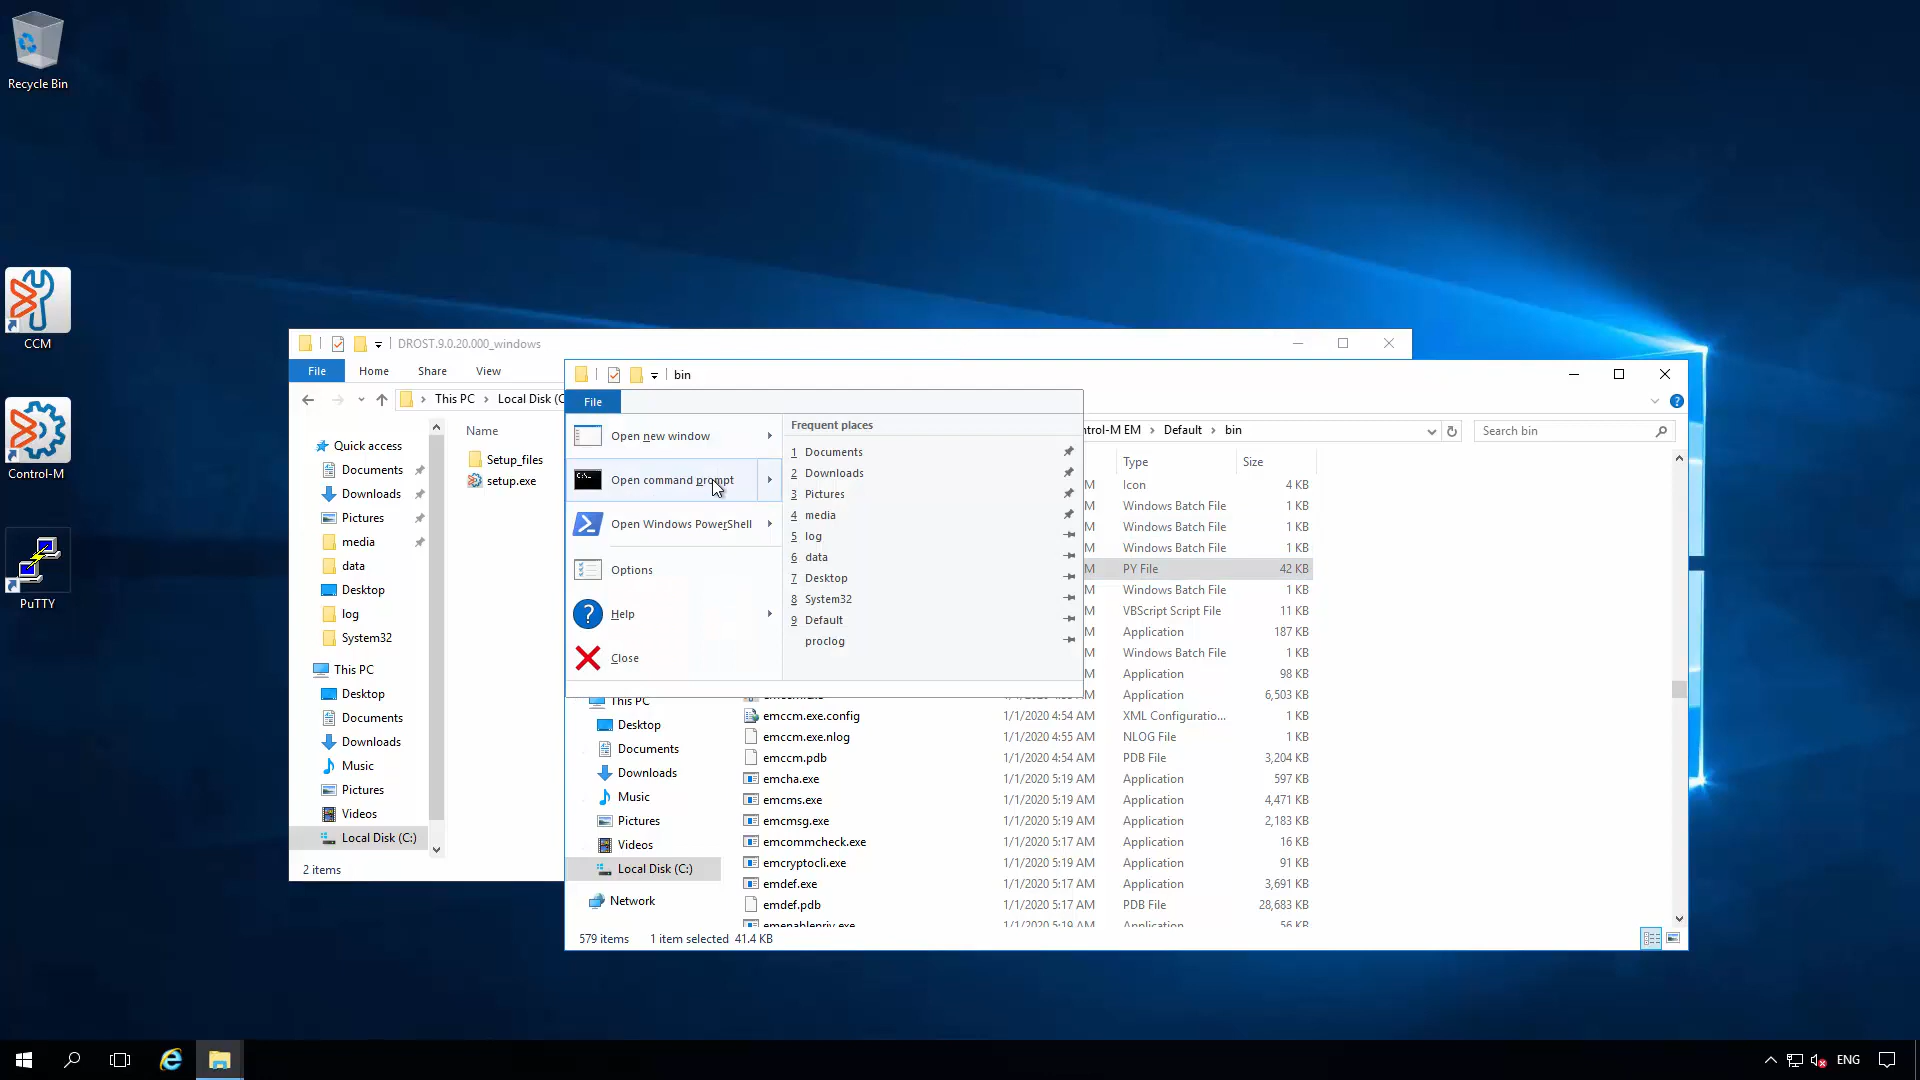 Recycle Bin
CCM
Control-M
PuTTY
DROST.9.0.20.000_windows
File Home Share View
This PC Local Disk (C
Quick access
Documents
Downloads
Pictures
media
data
Desktop
log
System32
This PC
Desktop
Documents
Downloads
Music
Pictures
Videos
Local Disk (C:)
2 items
Name
Setup_files
setup.exe
bin
File
Open new window
Open command prompt
Open Windows PowerShell
Options
Help
Close
Frequent places
1 Documents
2 Downloads
3 Pictures
4 media
5 log
6 data
7 Desktop
8 System32
9 Default
proclog
ntrol-M EM Default bin
Search bin
Type Size
M Icon 4 KB
M Windows Batch File 1 KB
M Windows Batch File 1 KB
M Windows Batch File 1 KB
M PY File 42 KB
M Windows Batch File 1 KB
M VBScript Script File 11 KB
M Application 187 KB
M Windows Batch File 1 KB
M Application 98 KB
M Application 6,503 KB
emccm.exe.config 1/1/2020 4:54 AM XML Configuratio... 1 KB
emccm.exe.nlog 1/1/2020 4:55 AM NLOG File 1 KB
emccm.pdb 1/1/2020 4:54 AM PDB File 3,204 KB
emcha.exe 1/1/2020 5:19 AM Application 597 KB
emcms.exe 1/1/2020 5:19 AM Application 4,471 KB
emcmsg.exe 1/1/2020 5:19 AM Application 2,183 KB
emcommcheck.exe 1/1/2020 5:19 AM Application 16 KB
emcryptocli.exe 1/1/2020 5:19 AM Application 91 KB
emdef.exe 1/1/2020 5:17 AM Application 3,691 KB
emdef.pdb 1/1/2020 5:17 AM PDB File 28,683 KB
1/1/2020 5:19 AM Application 56 KB
This PC
Desktop
Documents
Downloads
Music
Pictures
Videos
Local Disk (C:)
Network
579 items 1 item selected 41.4 KB
ENG